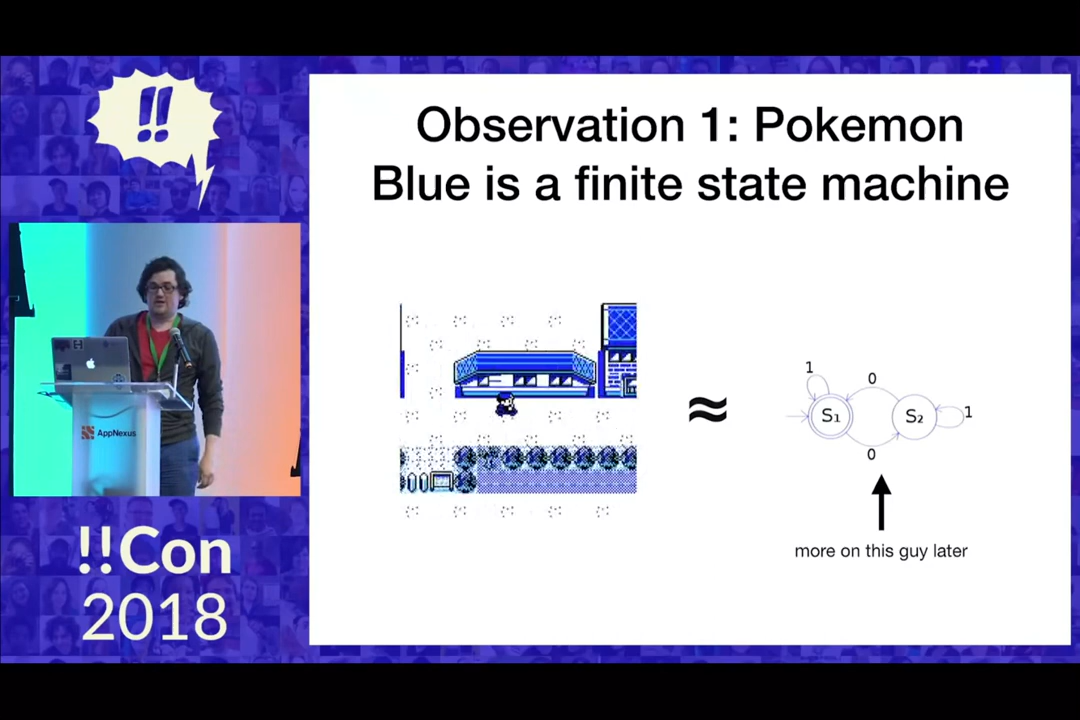 !!
Observation 1: Pokemon
Blue is a finite state machine
1
0
S₁
S₂
1
0
≈
more on this guy later
AppNexus
!!Con
2018